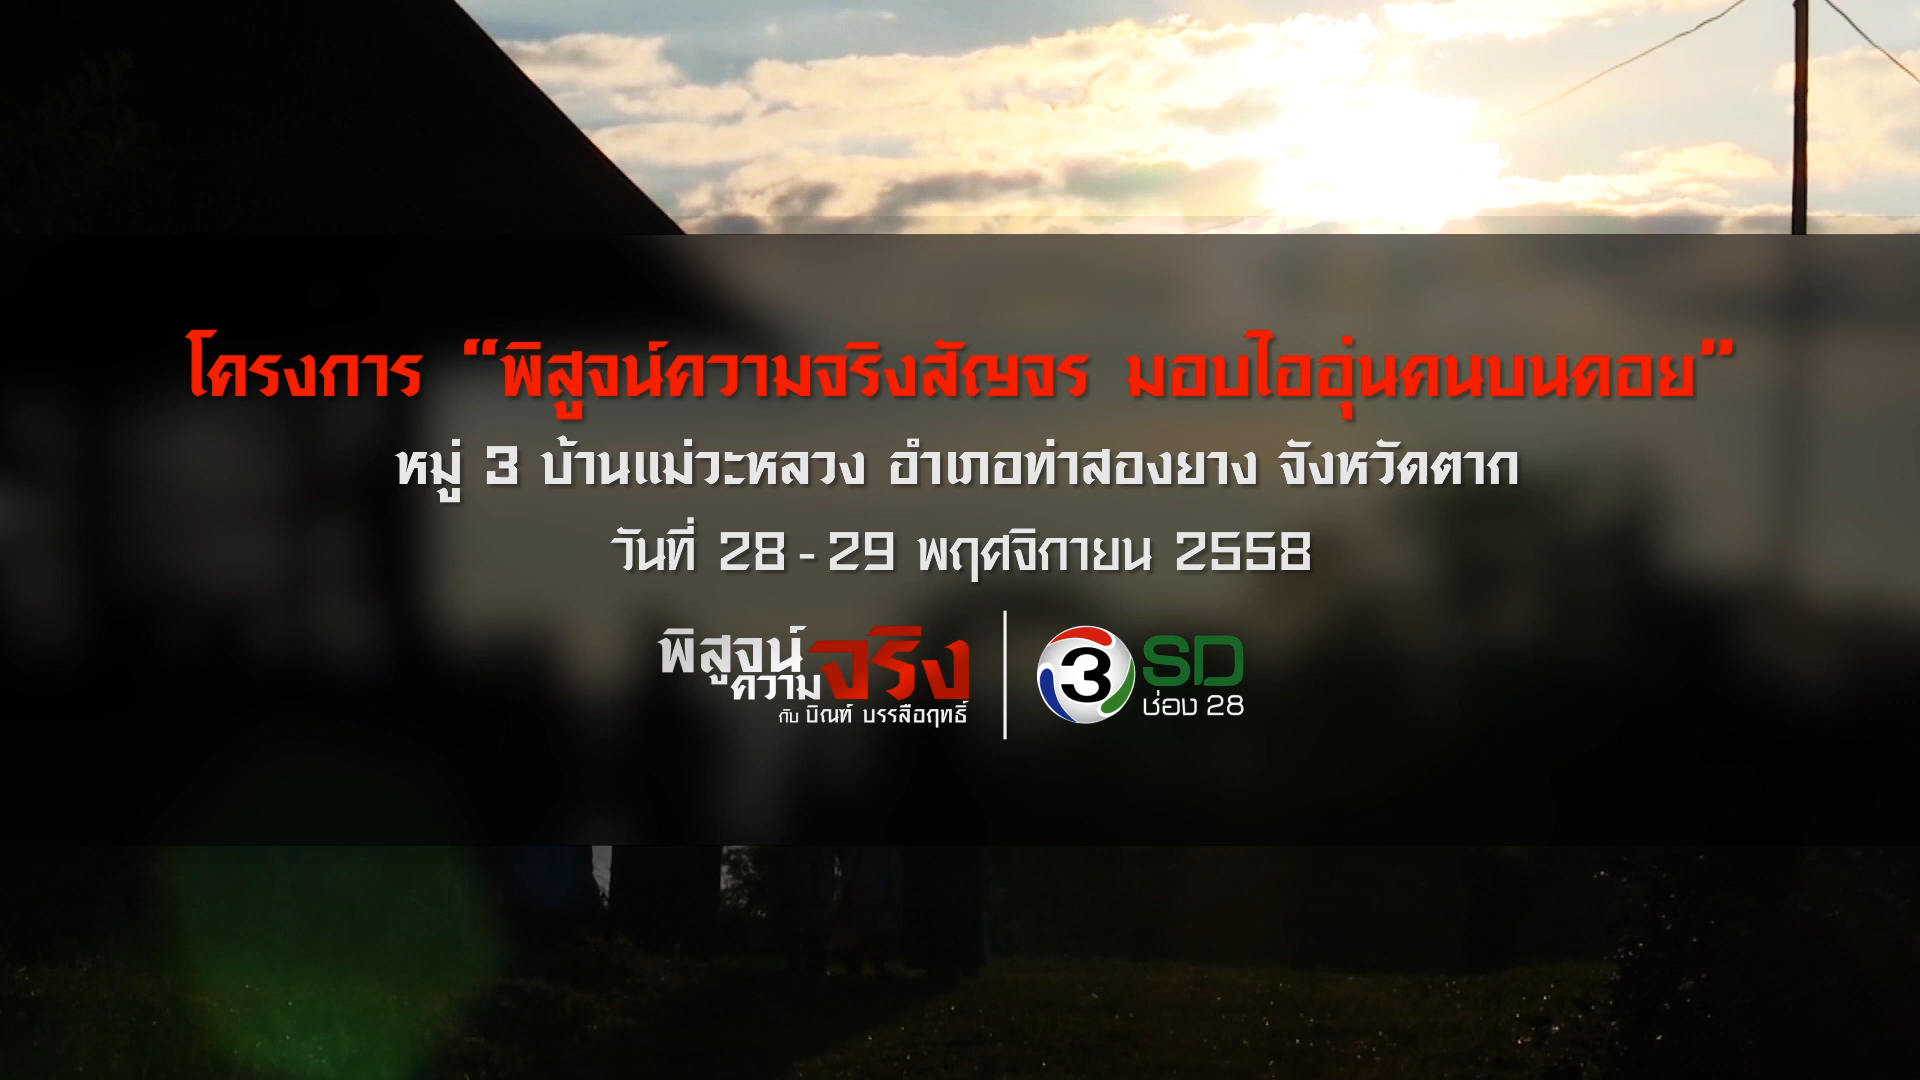 โครงการ “พิสูจน์ความจริงสัญจร มอบไออุ่นคนบนดอย”
หมู่ 3 บ้านแม่วะหลวง อำเภอท่าสองยาง จังหวัดตาก
วันที่ 28 - 29 พฤศจิกายน 2558
พิสูจน์
ความ
จริง
กับ บิณฑ์ บรรลือฤทธิ์
3 SD
ช่อง 28